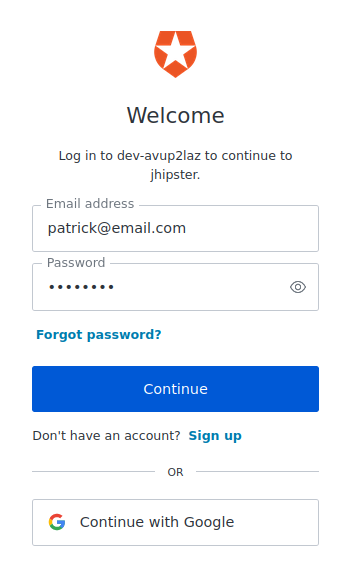 Welcome
Log in to dev-avup2laz to continue to
jhipster.
Email address
patrick@email.com
Password
••••••••
Forgot password?
Continue
Don't have an account? Sign up
OR
Continue with Google